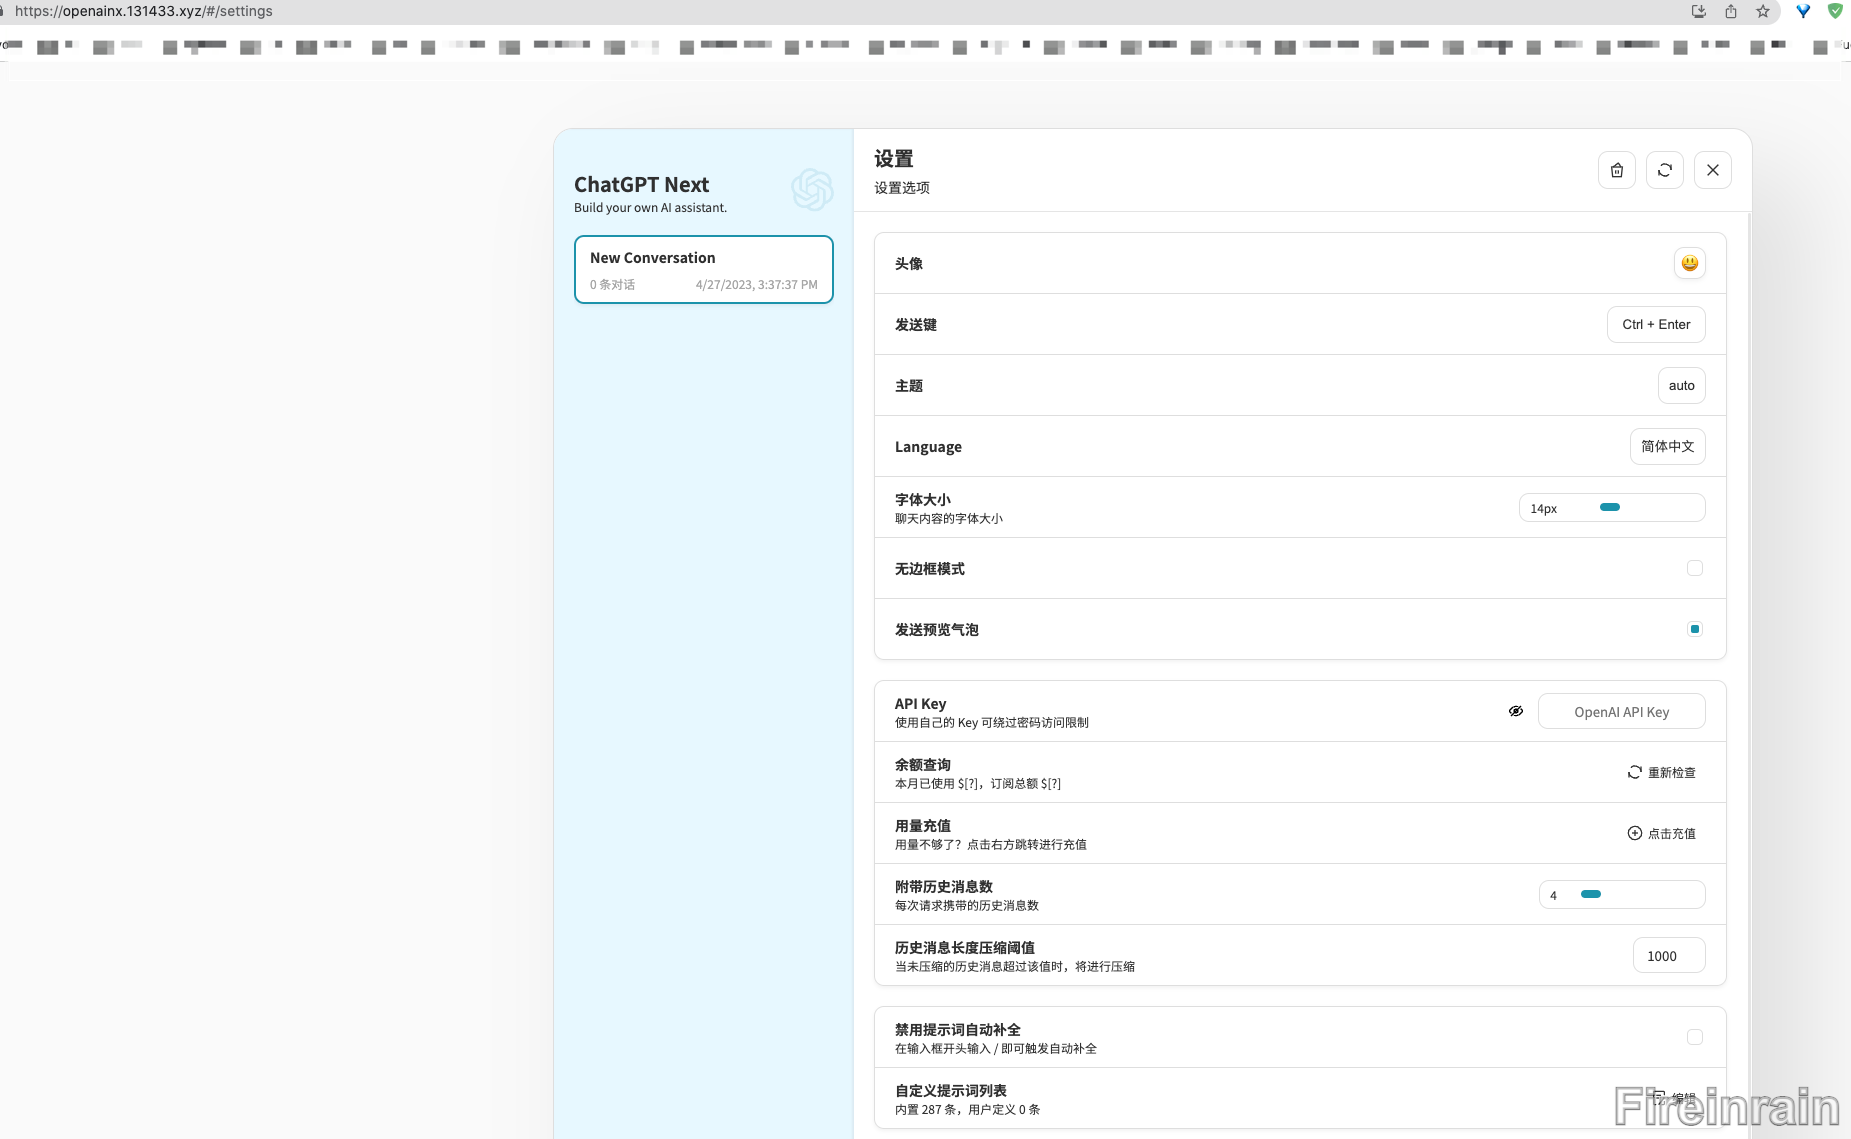 https://openainx.131433.xyz/#/settings
ChatGPT Next
Build your own AI assistant.
New Conversation
0 条对话
4/27/2023, 3:37:37 PM
设置
设置选项
头像
发送键
Ctrl + Enter
主题
auto
Language
简体中文
字体大小
聊天内容的字体大小
14px
无边框模式
发送预览气泡
API Key
使用自己的 Key 可绕过密码访问限制
OpenAI API Key
余额查询
本月已使用 $[?]，订阅总额 $[?]
重新检查
用量充值
用量不够了？点击右方跳转进行充值
点击充值
附带历史消息数
每次请求携带的历史消息数
4
历史消息长度压缩阈值
当未压缩的历史消息超过该值时，将进行压缩
1000
禁用提示词自动补全
在输入框开头输入 / 即可触发自动补全
自定义提示词列表
内置 287 条，用户定义 0 条
编辑
Fireinrain